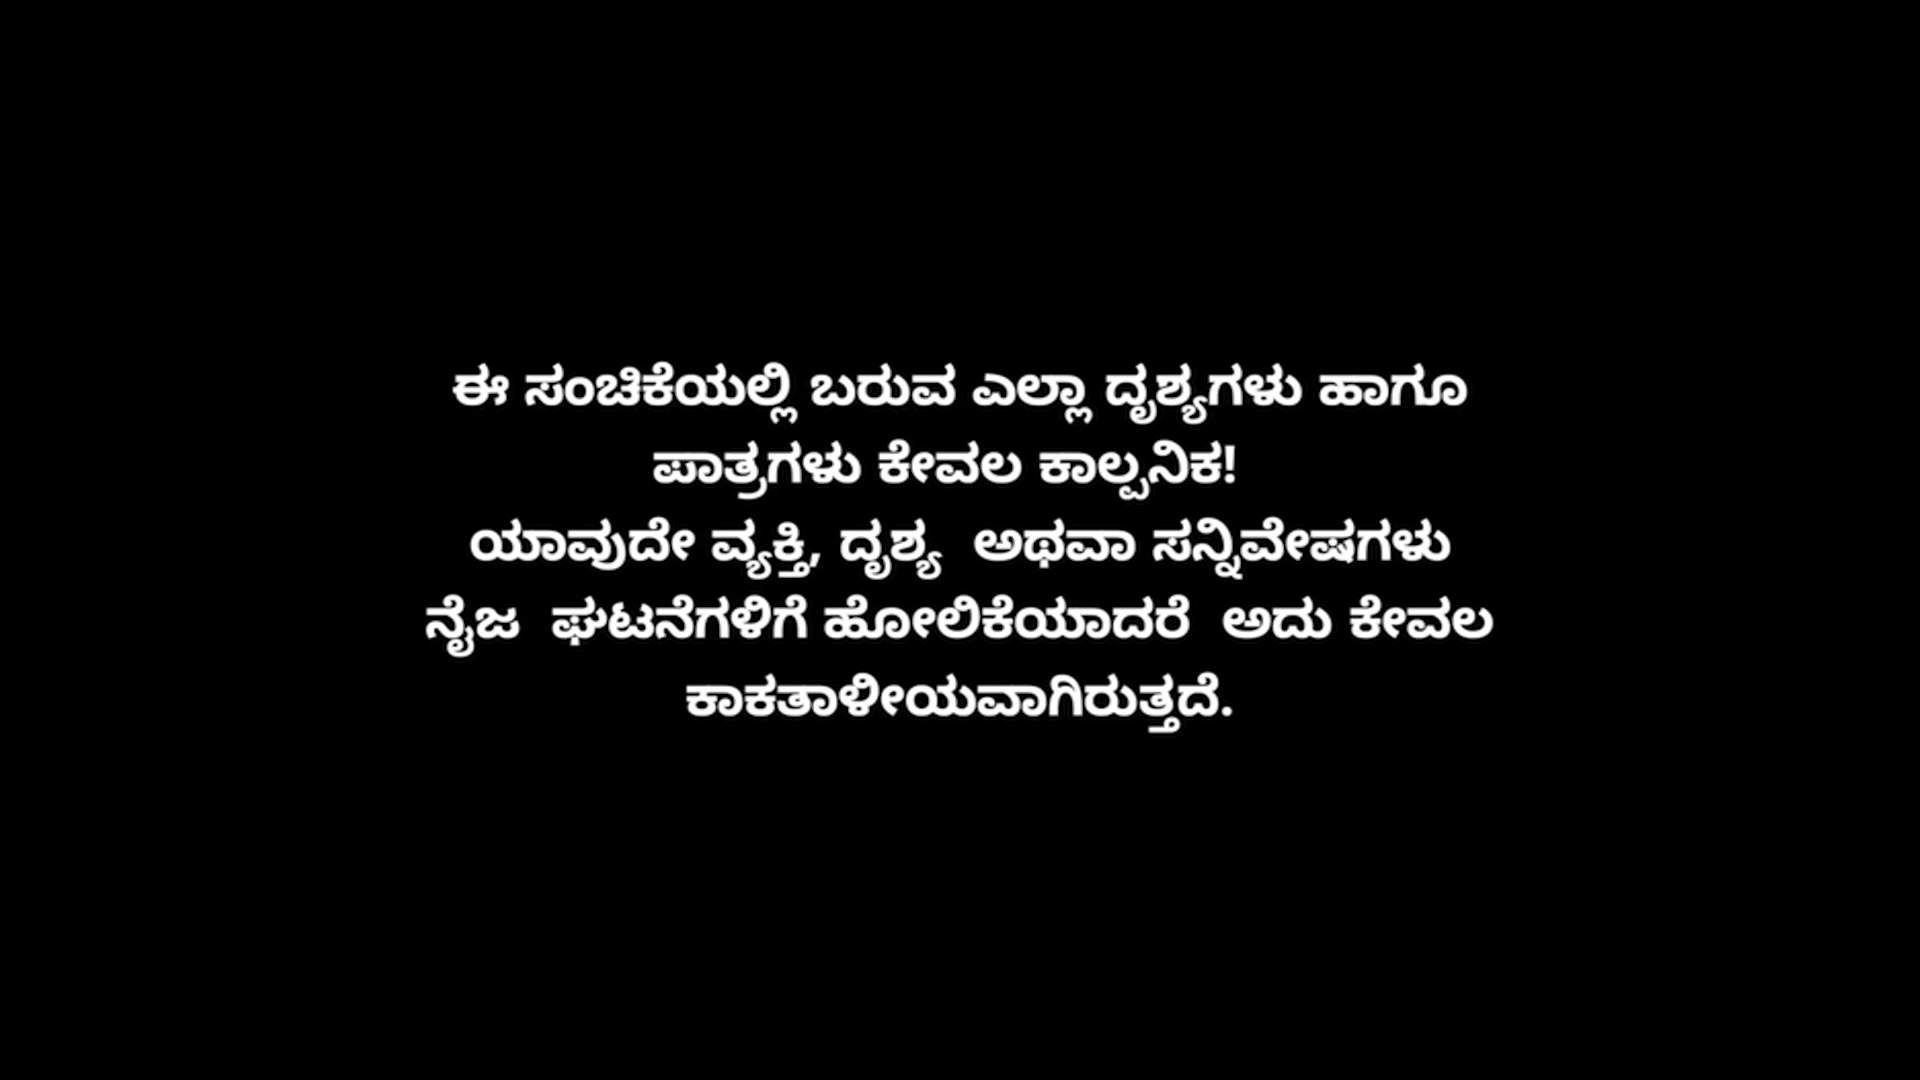 ಈ ಸಂಚಿಕೆಯಲ್ಲಿ ಬರುವ ಎಲ್ಲಾ ದೃಶ್ಯಗಳು ಹಾಗೂ
ಪಾತ್ರಗಳು ಕೇವಲ ಕಾಲ್ಪನಿಕ!
ಯಾವುದೇ ವ್ಯಕ್ತಿ, ದೃಶ್ಯ ಅಥವಾ ಸನ್ನಿವೇಷಗಳು
ನೈಜ ಘಟನೆಗಳಿಗೆ ಹೋಲಿಕೆಯಾದರೆ ಅದು ಕೇವಲ
ಕಾಕತಾಳೀಯವಾಗಿರುತ್ತದೆ.